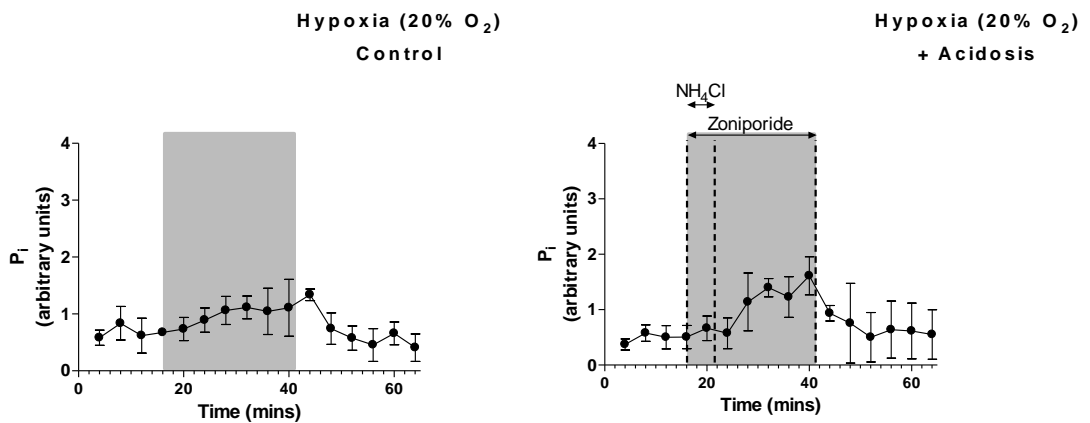 Hypoxia (20% O₂)
Control
4
3
2
1
0
Pᵢ
(arbitrary units)
0
20
40
60
Time (mins)
Hypoxia (20% O₂)
+ Acidosis
NH₄Cl
Zoniporide
4
3
2
1
0
Pᵢ
(arbitrary units)
0
20
40
60
Time (mins)